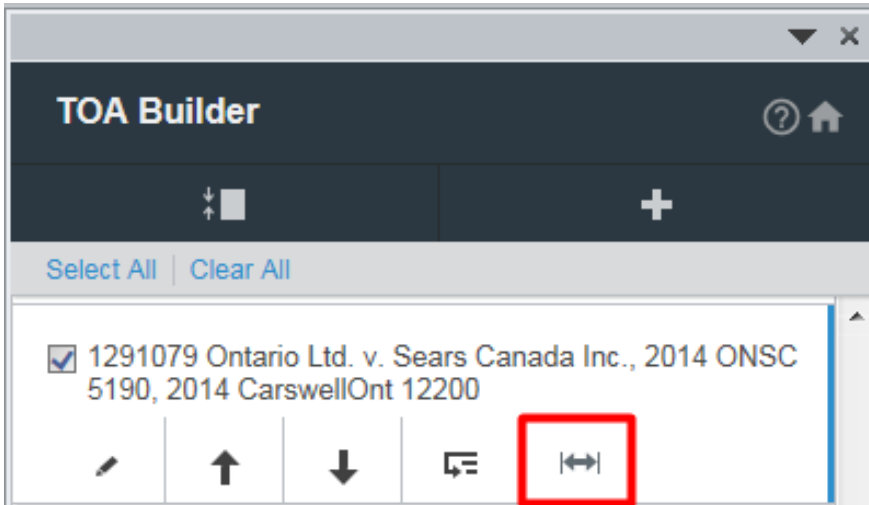 TOA Builder
Select All | Clear All
1291079 Ontario Ltd. v. Sears Canada Inc., 2014 ONSC
5190, 2014 CarswellOnt 12200